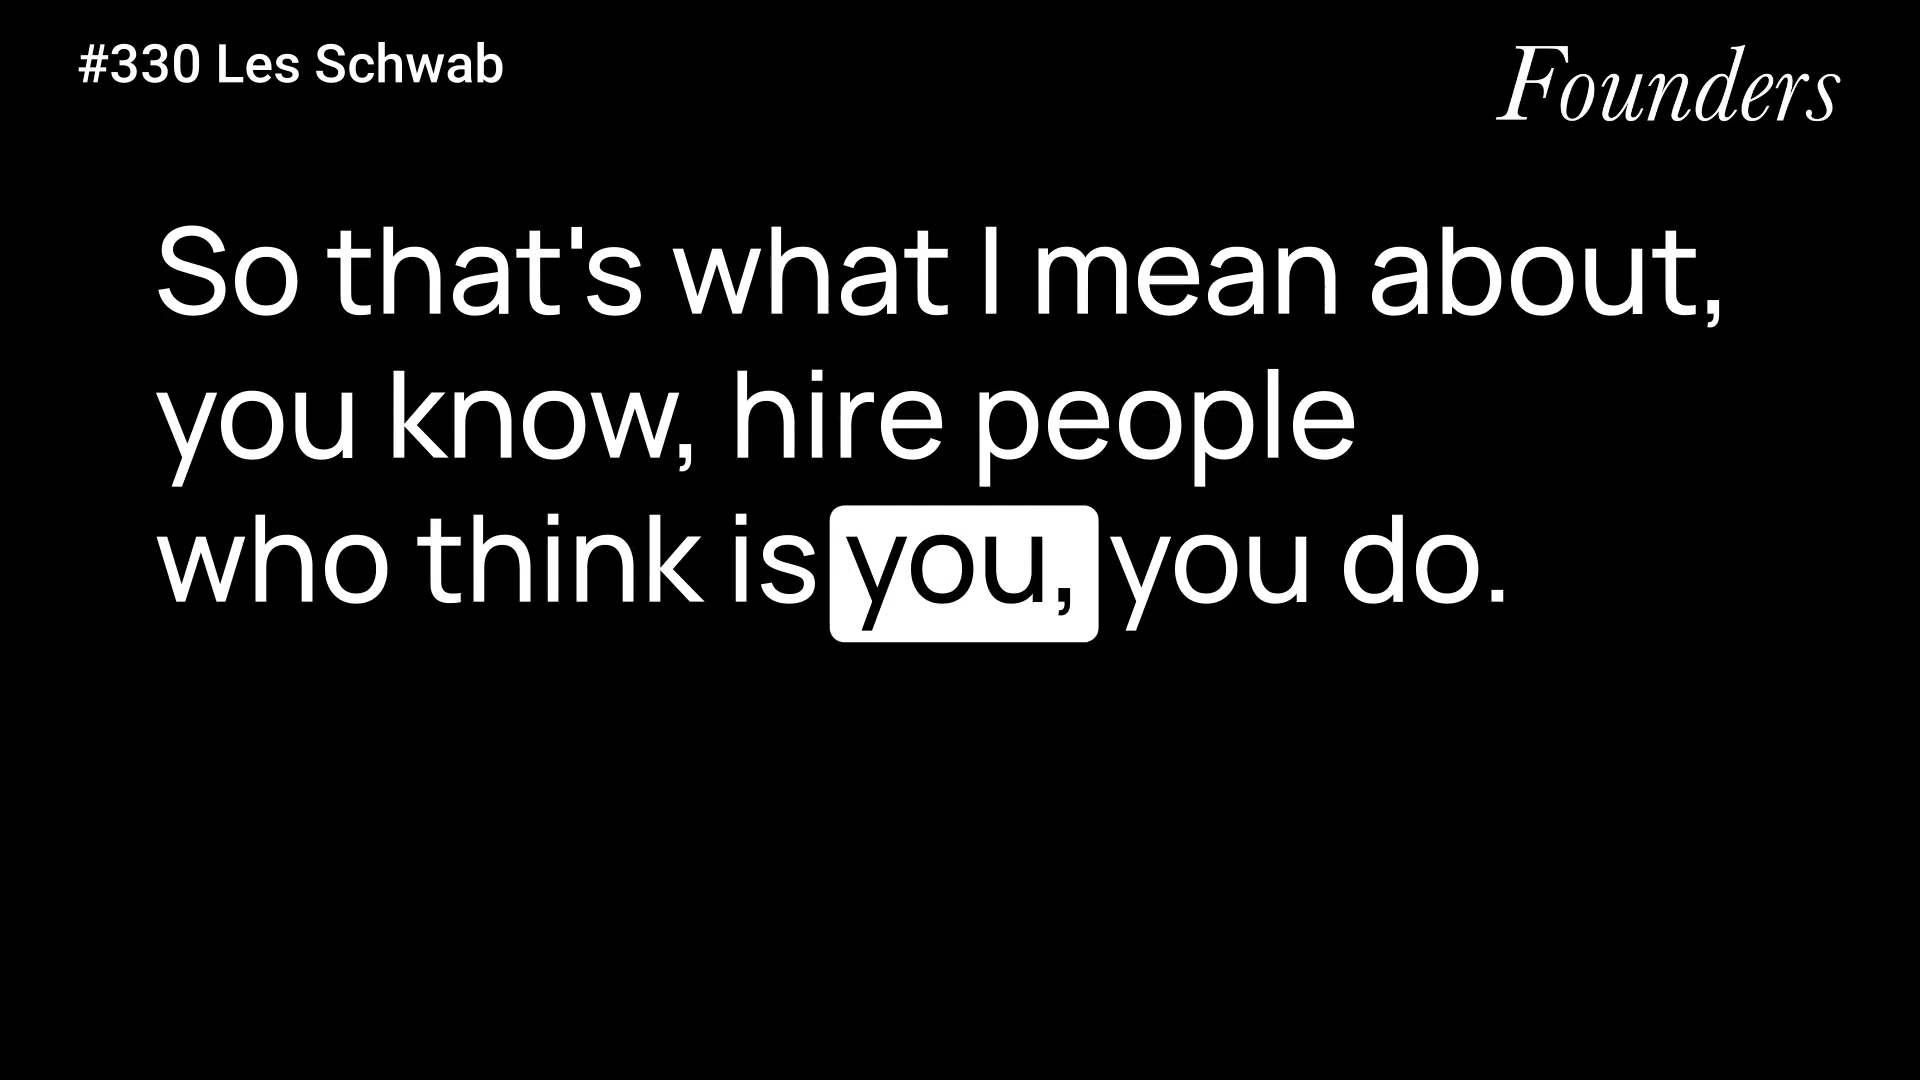 #330 Les Schwab
Founders
So that's what I mean about,
you know, hire people
who think is you, you do.